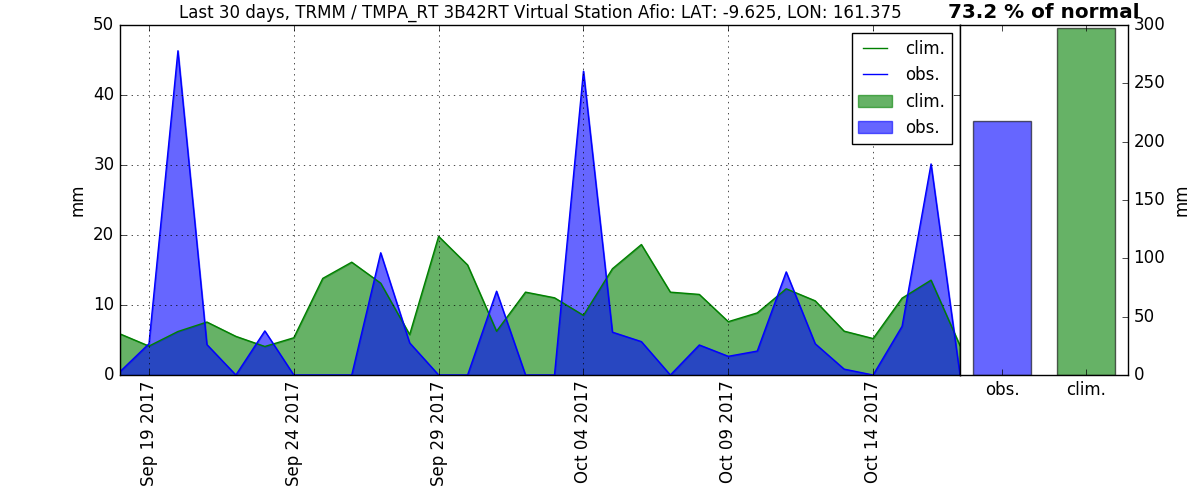 Last 30 days, TRMM / TMPA_RT 3B42RT Virtual Station Afio: LAT: -9.625, LON: 161.375
73.2 % of normal
50
40
30
20
10
0
mm
clim.
obs.
clim.
obs.
Sep 19 2017
Sep 24 2017
Sep 29 2017
Oct 04 2017
Oct 09 2017
Oct 14 2017
300
250
200
150
100
50
0
mm
obs.
clim.